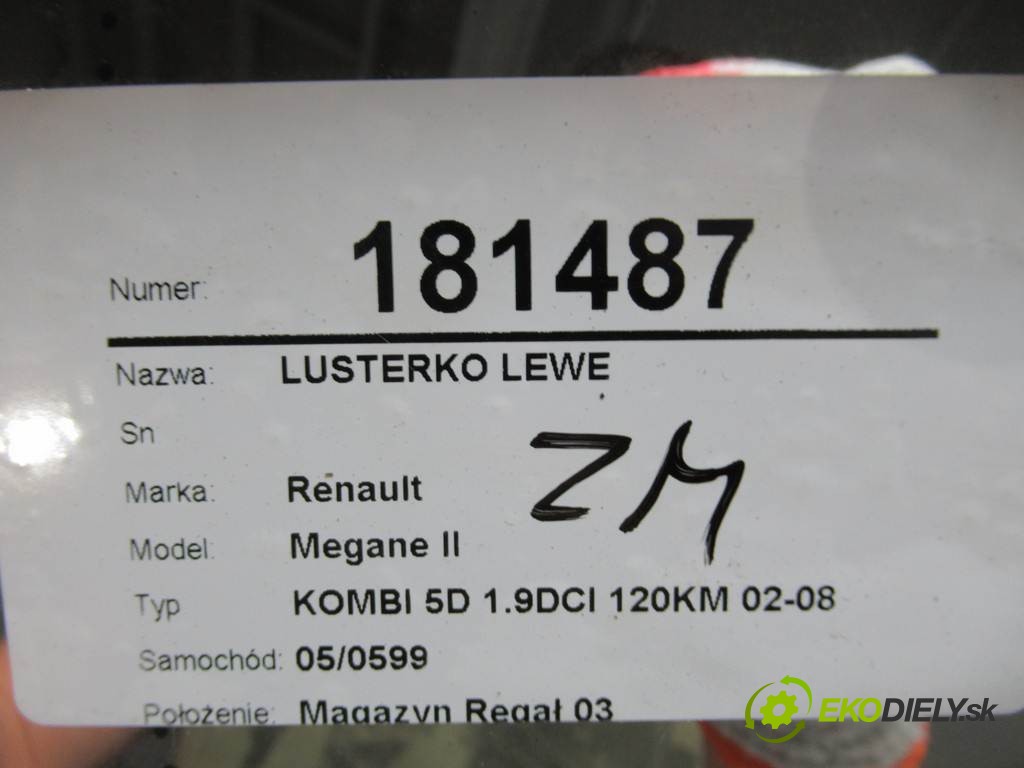 Numer: 181487
Nazwa: LUSTERKO LEWE
Sn
ZM
Marka: Renault
Model: Megane II
Typ KOMBI 5D 1.9DCI 120KM 02-08
Samochód: 05/0599
Położenie: Magazyn Regał 03
EKODIELY.sk